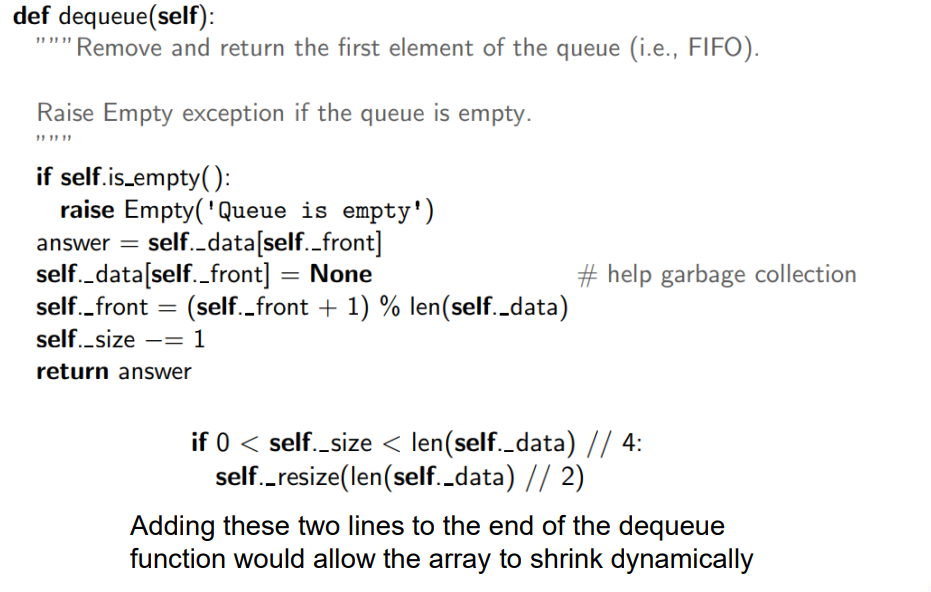 def dequeue(self):
"""Remove and return the first element of the queue (i.e., FIFO).
Raise Empty exception if the queue is empty.
"""
if self.is_empty():
raise Empty('Queue is empty')
answer = self._data[self._front]
self._data[self._front] = None # help garbage collection
self._front = (self._front + 1) % len(self._data)
self._size −= 1
return answer
if 0 < self._size < len(self._data) // 4:
self._resize(len(self._data) // 2)
Adding these two lines to the end of the dequeue
function would allow the array to shrink dynamically